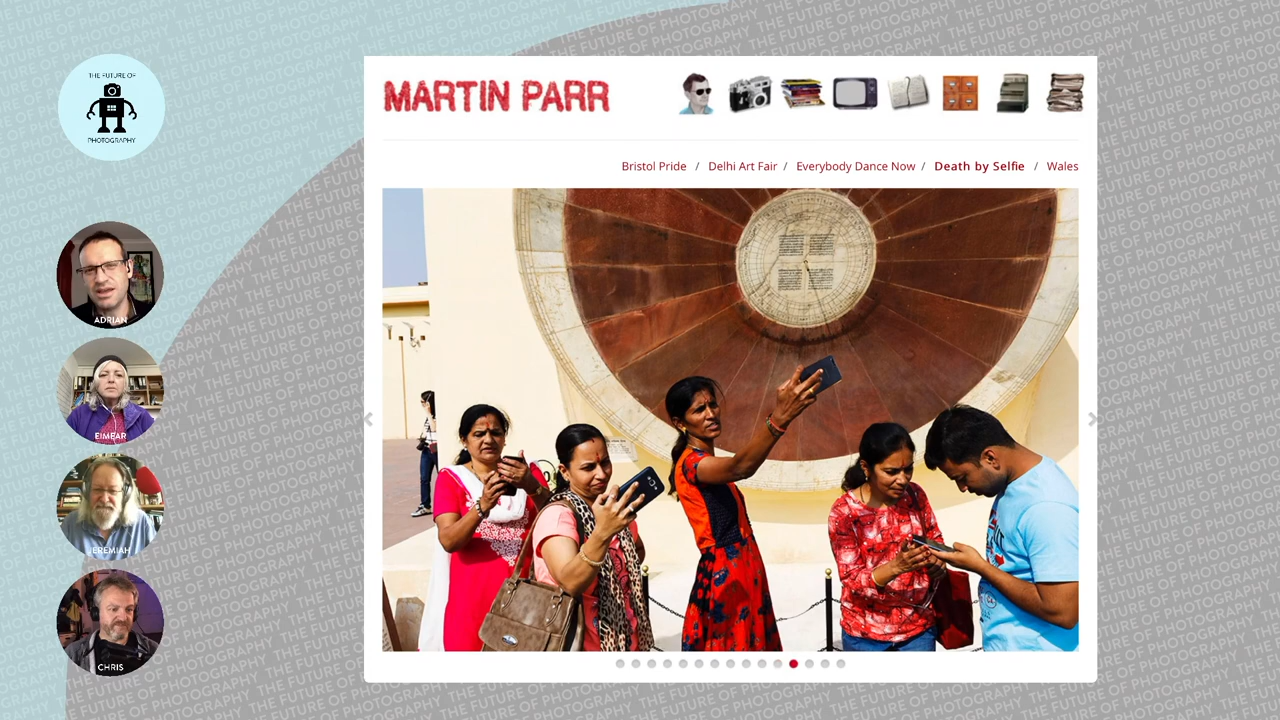 THE FUTURE OF
PHOTOGRAPHY
ADRIAN
EIMEAR
JEREMIAH
CHRIS
MARTIN PARR
Bristol Pride / Delhi Art Fair / Everybody Dance Now / Death by Selfie / Wales
THE FUTURE OF PHOTOGRAPHY